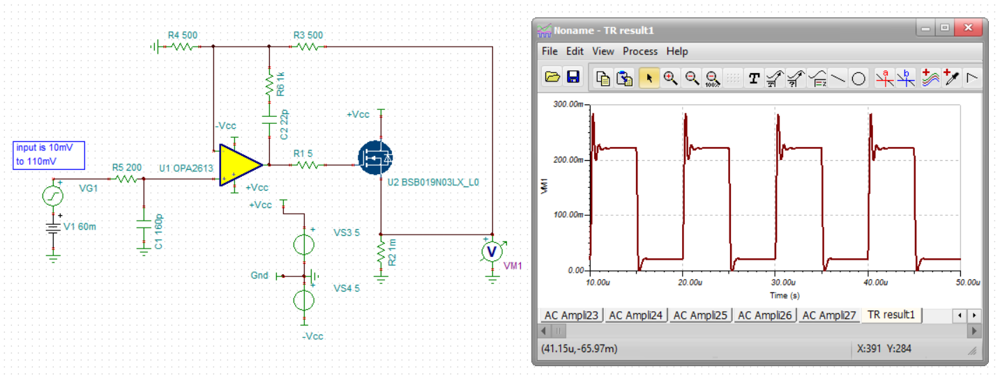 R4 500
R3 500
R6 1k
C2 22p
+Vcc
-Vcc
input is 10mV
to 110mV
R5 200
U1 OPA2613
R1 5
VG1
+Vcc
U2 BSB019N03LX_L0
+Vcc
V1 60m
C1 160p
VS3 5
R2 1m
V
VM1
Gnd
VS4 5
-Vcc
Noname - TR result1
File Edit View Process Help
T
100%
a
b
300.00m
200.00m
VM1
100.00m
0.00
10.00u 20.00u 30.00u 40.00u 50.00u
Time (s)
AC Ampli23 AC Ampli24 AC Ampli25 AC Ampli26 AC Ampli27 TR result1
(41.15u,-65.97m) X:391 Y:284